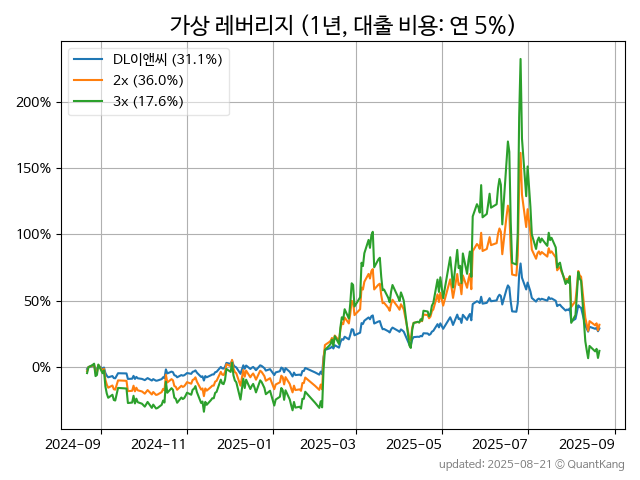 가상 레버리지 (1년, 대출 비용: 연 5%)
DL이앤씨 (31.1%)
2x (36.0%)
3x (17.6%)
200%
150%
100%
50%
0%
2024-09 2024-11 2025-01 2025-03 2025-05 2025-07 2025-09
updated: 2025-08-21 © QuantKang